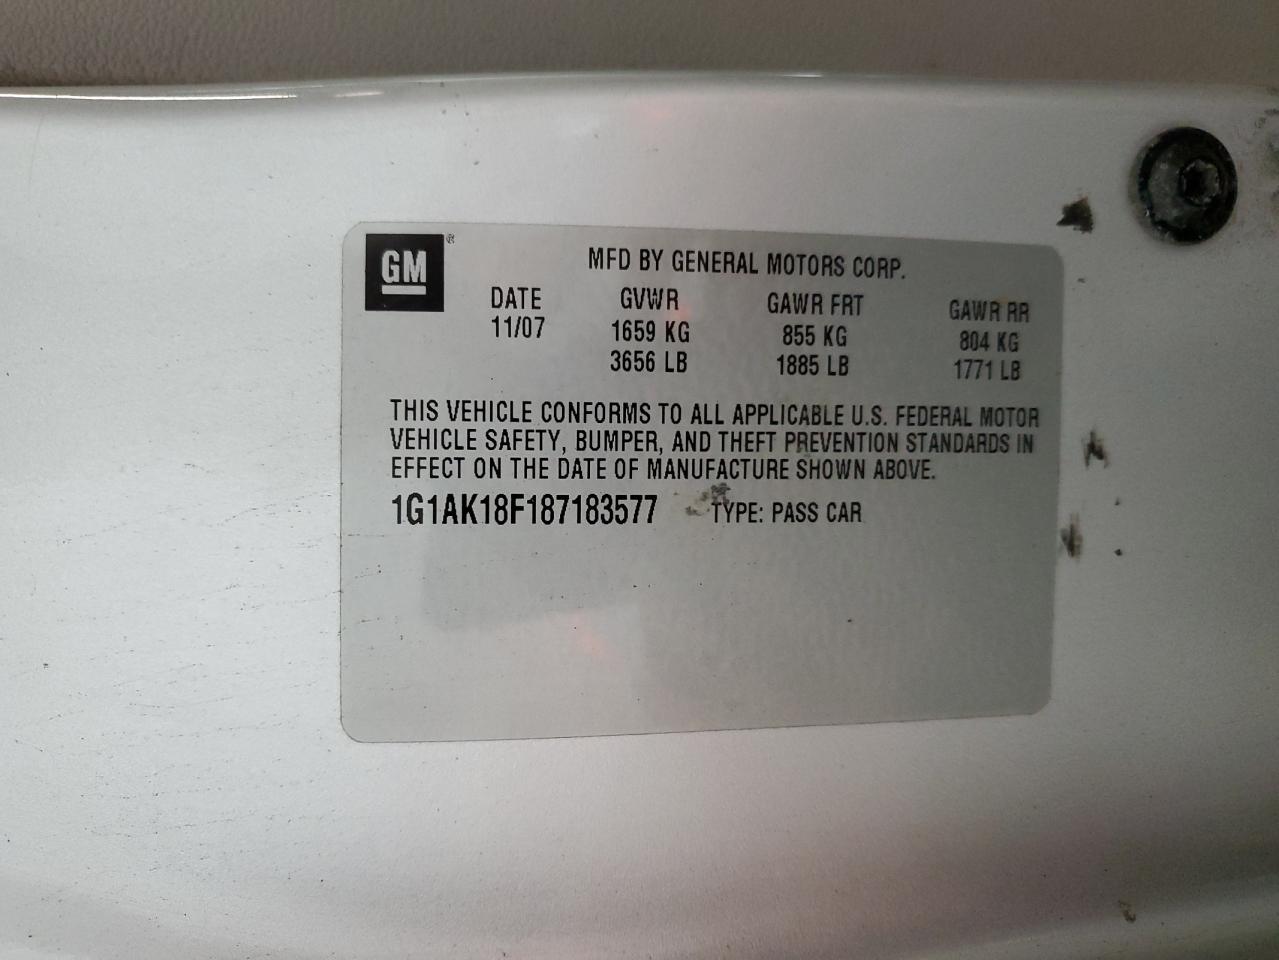 GM ®
MFD BY GENERAL MOTORS CORP.
DATE GVWR GAWR FRT GAWR RR
11/07 1659 KG 855 KG 804 KG
3656 LB 1885 LB 1771 LB
THIS VEHICLE CONFORMS TO ALL APPLICABLE U.S. FEDERAL MOTOR
VEHICLE SAFETY, BUMPER, AND THEFT PREVENTION STANDARDS IN
EFFECT ON THE DATE OF MANUFACTURE SHOWN ABOVE.
1G1AK18F187183577 TYPE: PASS CAR